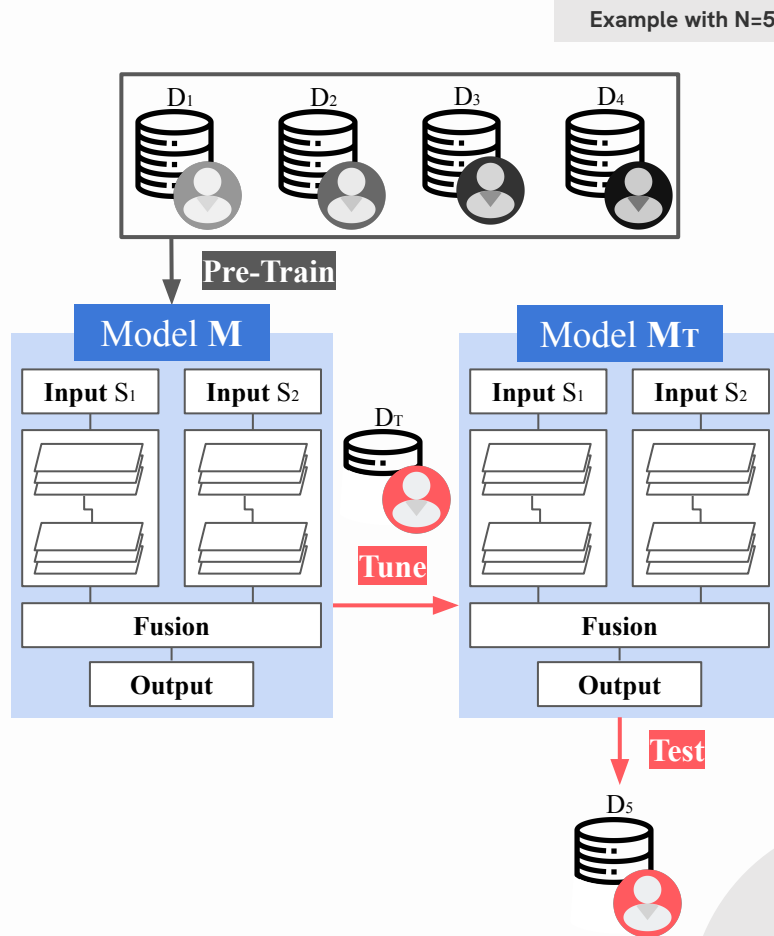 Example with N=5
D1 D2 D3 D4
Pre-Train
Model M
Model MT
Input S1
Input S2
Input S1
Input S2
DT
Tune
Fusion
Fusion
Output
Output
Test
D5